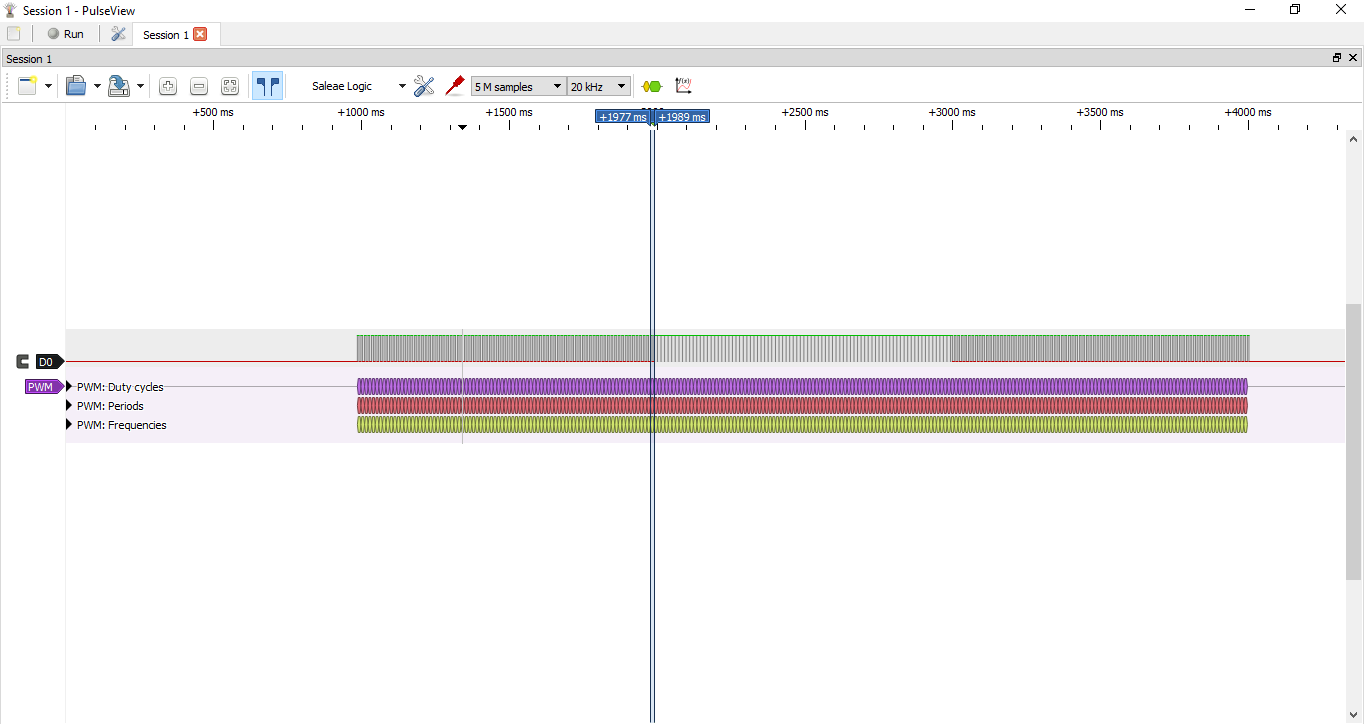 Session 1 - PulseView
Run
Session 1
Session 1
Saleae Logic
5 M samples
20 kHz
f(x)
+500 ms +1000 ms +1500 ms +2500 ms +3000 ms +3500 ms +4000 ms
+1977 ms +1989 ms
D0
PWM PWM: Duty cycles
PWM: Periods
PWM: Frequencies